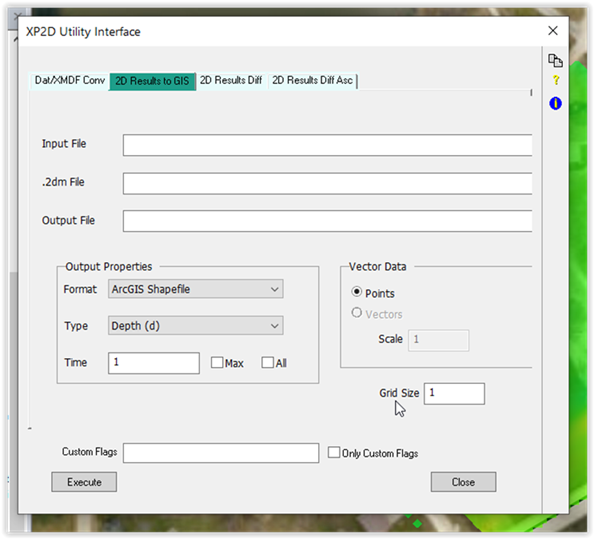 XP2D Utility Interface
Dat/XMDF Conv 2D Results to GIS 2D Results Diff 2D Results Diff Asc
?
i
Input File
.2dm File
Output File
Output Properties
Format ArcGIS Shapefile
Type Depth (d)
Time 1 Max All
Vector Data
Points
Vectors
Scale 1
Grid Size 1
Custom Flags Only Custom Flags
Execute Close